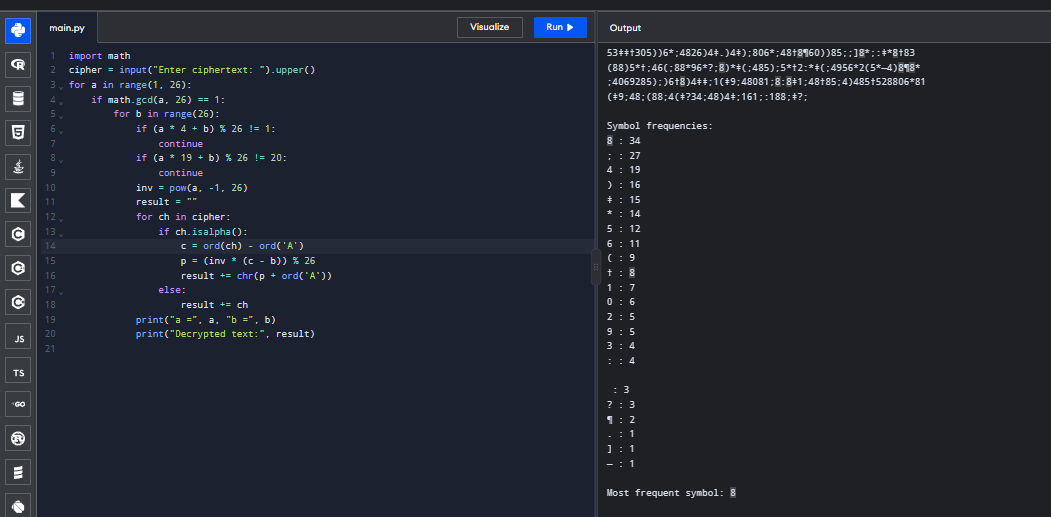 main.py
Visualize
Run
Output
1 import math
2 cipher = input("Enter ciphertext: ").upper()
3 for a in range(1, 26):
4 if math.gcd(a, 26) == 1:
5 for b in range(26):
6 if (a * 4 + b) % 26 != 1:
7 continue
8 if (a * 19 + b) % 26 != 20:
9 continue
10 inv = pow(a, -1, 26)
11 result = ""
12 for ch in cipher:
13 if ch.isalpha():
14 c = ord(ch) - ord('A')
15 p = (inv * (c - b)) % 26
16 result += chr(p + ord('A'))
17 else:
18 result += ch
19 print("a =", a, "b =", b)
20 print("Decrypted text:", result)
21
JS
TS
GO
53‡‡†305))6*;4826)4‡.)4‡);806*;48†8¶60))85;;]8*;:‡*8†83
(88)5*†;46(;88*96*?;8)*‡(;485);5*†2:*‡(;4956*2(5*—4)8¶8*
;4069285);)6†8)4‡‡;1(‡9;48081;8:8‡1;48†85;4)485†528806*81
(‡9;48;(88;4(‡?34;48)4‡;161;:188;‡?;
Symbol frequencies:
8 : 34
; : 27
4 : 19
) : 16
‡ : 15
* : 14
5 : 12
6 : 11
( : 9
† : 8
1 : 7
0 : 6
2 : 5
9 : 5
3 : 4
: : 4
: 3
? : 3
¶ : 2
. : 1
] : 1
— : 1
Most frequent symbol: 8